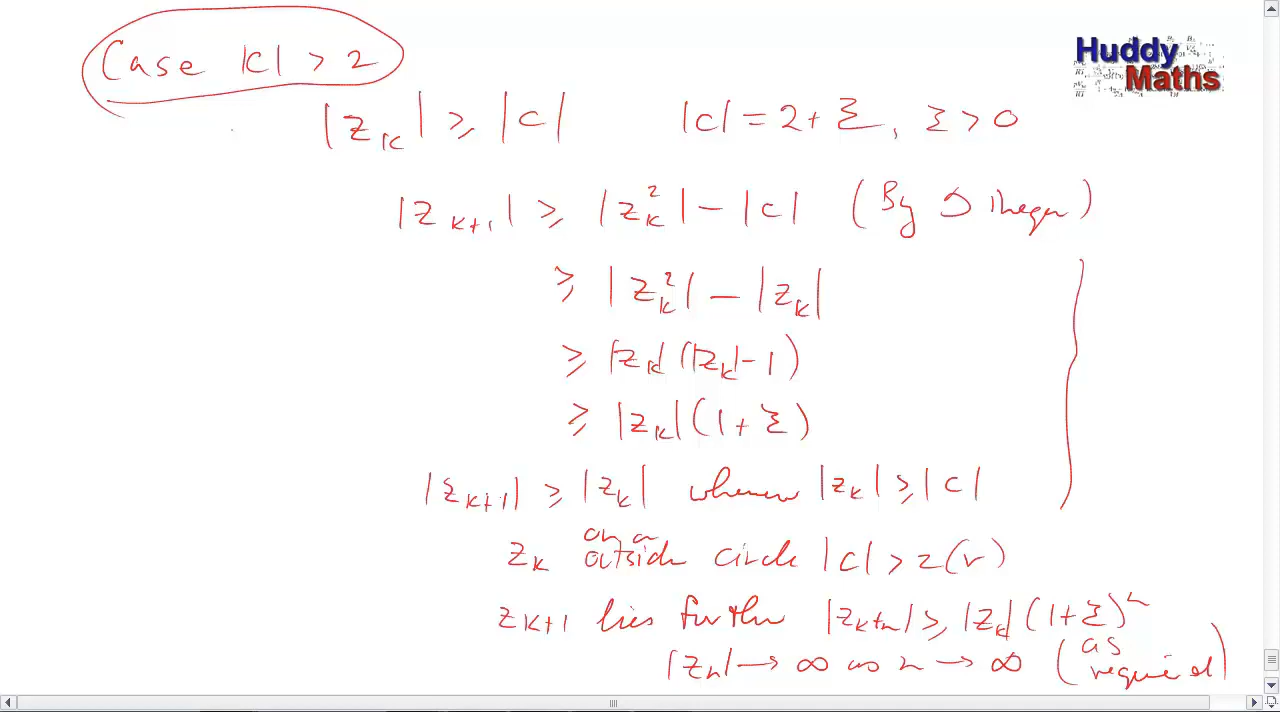 Case |c| > 2
Huddy
Maths
|z_k| ≥ |c| |c| = 2 + ξ, ξ > 0
|z_{k+1}| ≥ |z_k^2| - |c| (By Δ inequ)
≥ |z_k^2| - |z_k|
≥ |z_k| (|z_k| - 1)
≥ |z_k| (1 + ξ)
|z_{k+1}| ≥ |z_k| whenev |z_k| ≥ |c|
on or
z_k outside circle |c| > 2 (r)
z_{k+1} lies further |z_{k+n}| ≥ |z_k| (1 + ξ)^n
|z_n| → ∞ as n → ∞ (as
required)